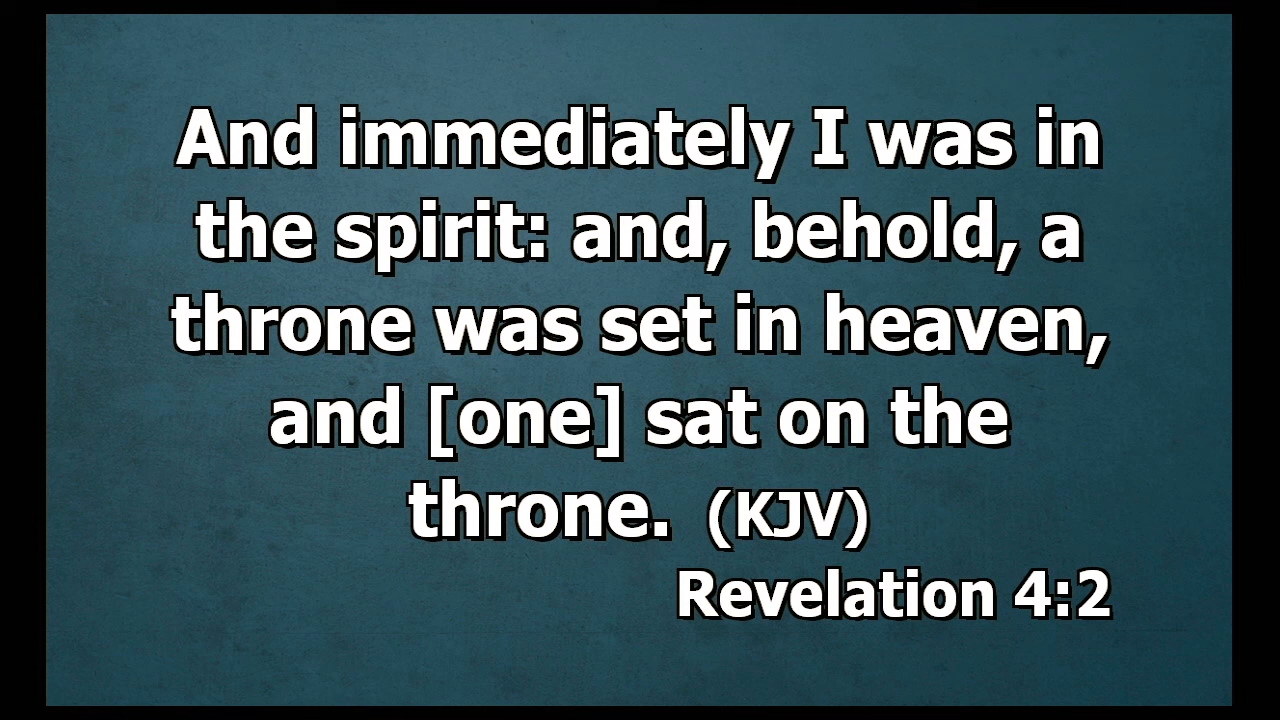 And immediately I was in
the spirit: and, behold, a
throne was set in heaven,
and [one] sat on the
throne. (KJV)
Revelation 4:2